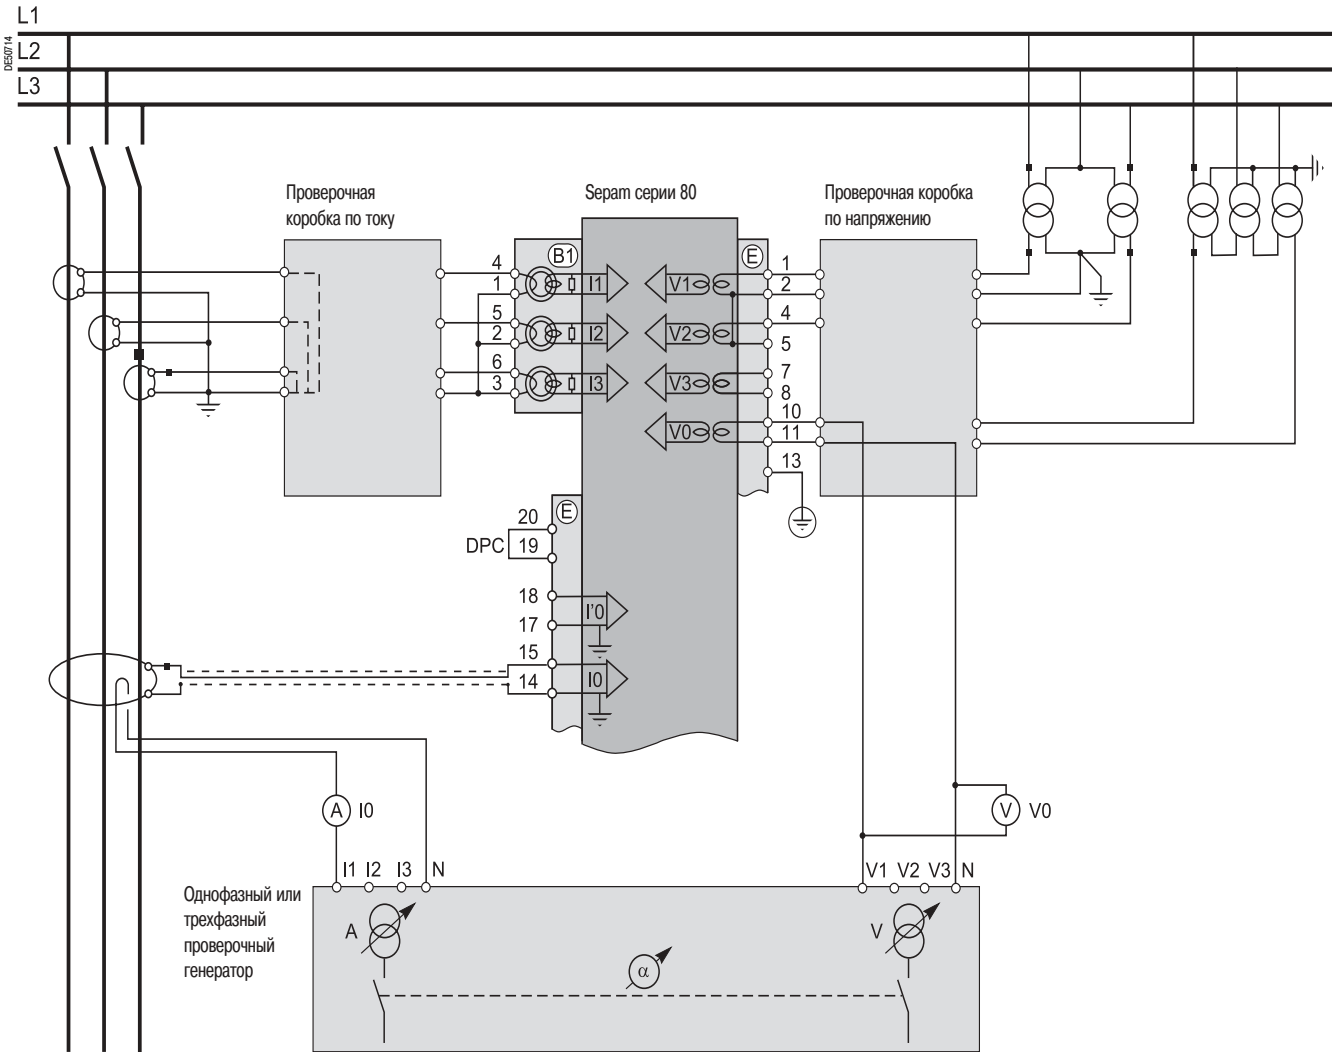 L1
DE50714
L2
L3
Проверочная
коробка по току
Sepam серии 80
Проверочная коробка
по напряжению
B1
E
4
1
5
2
6
3
I1
I2
I3
V1
V2
V3
V0
1
2
4
5
7
8
10
11
13
E
20
DPC 19
18
17
15
14
I'0
I0
A I0
V V0
I1 I2 I3 N
V1 V2 V3 N
Однофазный или
трехфазный
проверочный
генератор
A
α
V